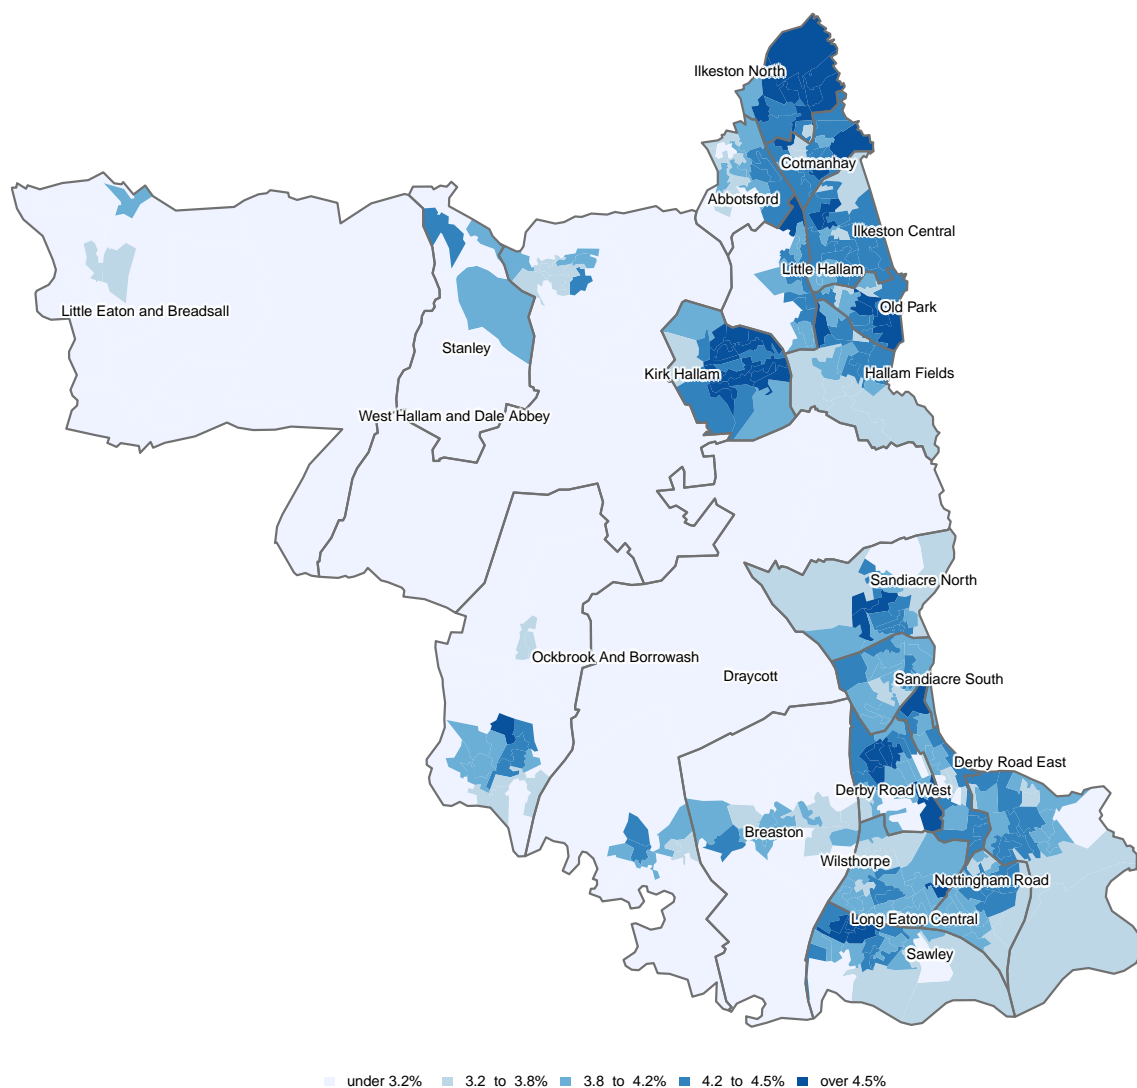 Ilkeston North
Cotmanhay
Abbotsford
Ilkeston Central
Little Hallam
Old Park
Little Eaton and Breadsall
Stanley
Kirk Hallam
Hallam Fields
West Hallam and Dale Abbey
Sandiacre North
Ockbrook And Borrowash
Draycott
Sandiacre South
Derby Road East
Derby Road West
Breaston
Wilsthorpe
Nottingham Road
Long Eaton Central
Sawley
under 3.2% 3.2 to 3.8% 3.8 to 4.2% 4.2 to 4.5% over 4.5%